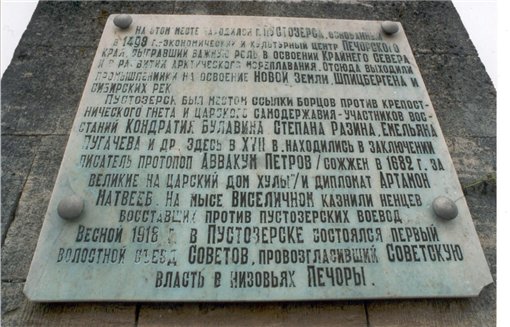 На этом месте находился г. Пустозерск, основанный
в 1499 г.-экономический и культурный центр Печорского
края, сыгравший важную роль в освоении Крайнего Севера
и в развитии арктического мореплавания. Отсюда выходили
промышленники на освоение Новой Земли, Шпицбергена и
сибирских рек
Пустозерск был местом ссылки борцов против крепост-
нического гнета и царского самодержавия-участников вос-
станий Кондратия Булавина, Степана Разина, Емельяна
Пугачева и др. Здесь в XVII в. находились в заключении
писатель протопоп Аввакум Петров /сожжен в 1682 г. за
великие на царский дом хулы"/ и дипломат Артамон
Матвеев. На мысе Виселичном казнили ненцев
восставших против пустозерских воевод.
Весной 1918 г. в Пустозерске состоялся первый
волостной съезд Советов, провозгласивший Советскую
власть в низовьях Печоры.